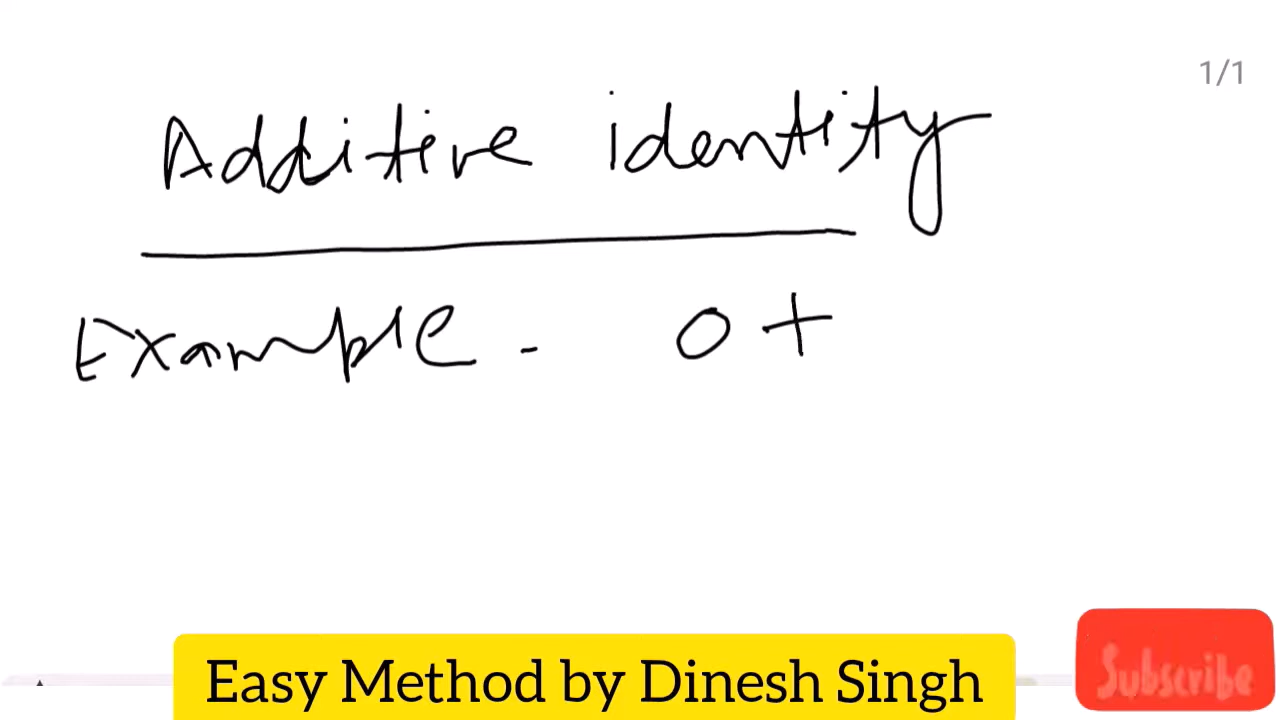 1/1
Additive identity
Example - 0 +
Easy Method by Dinesh Singh
Subscribe